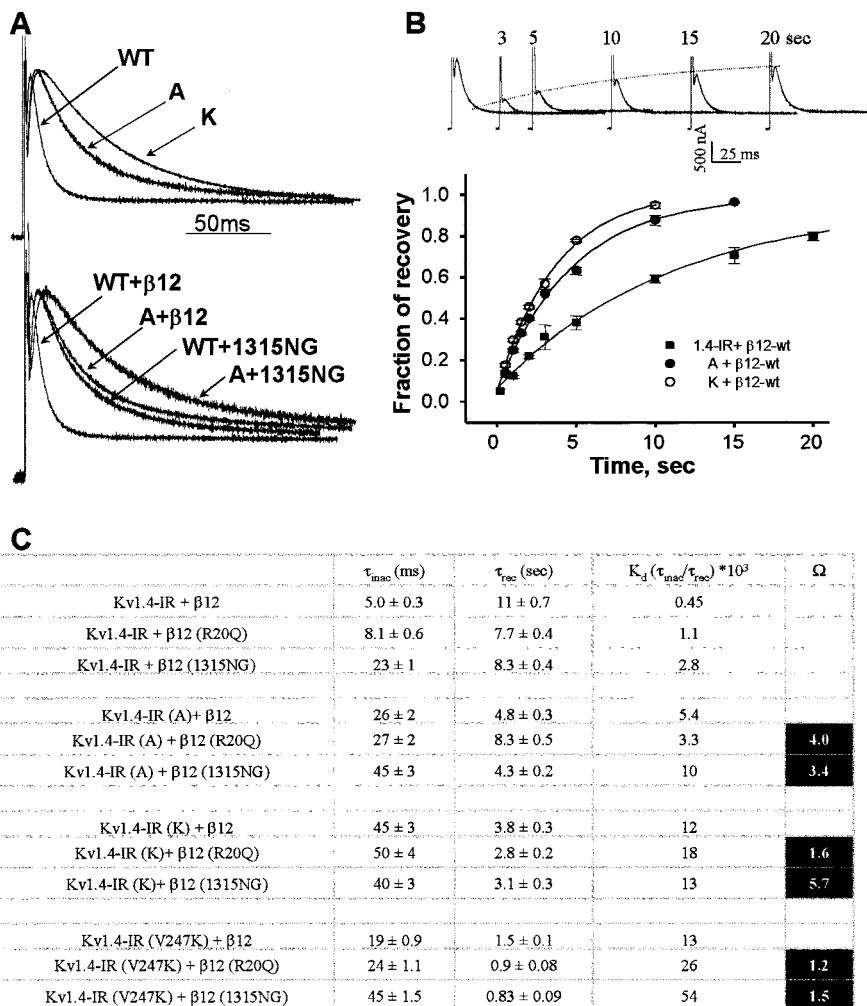 A
WT
A
K
50ms
WT+β12
A+β12
WT+1315NG
A+1315NG
B
3 5 10 15 20 sec
500 nA
25 ms
Fraction of recovery
1.0
0.8
0.6
0.4
0.2
0.0
1.4-IR+ β12-wt
A + β12-wt
K + β12-wt
0 5 10 15 20
Time, sec
C
τinac (ms) τrec (sec) Kd (τinac/τrec) *10³ Ω
Kv1.4-IR + β12 5.0 ± 0.3 11 ± 0.7 0.45
Kv1.4-IR + β12 (R20Q) 8.1 ± 0.6 7.7 ± 0.4 1.1
Kv1.4-IR + β12 (1315NG) 23 ± 1 8.3 ± 0.4 2.8
Kv1.4-IR (A)+ β12 26 ± 2 4.8 ± 0.3 5.4
Kv1.4-IR (A) + β12 (R20Q) 27 ± 2 8.3 ± 0.5 3.3 4.0
Kv1.4-IR (A) + β12 (1315NG) 45 ± 3 4.3 ± 0.2 10 3.4
Kv1.4-IR (K) + β12 45 ± 3 3.8 ± 0.3 12
Kv1.4-IR (K)+ β12 (R20Q) 50 ± 4 2.8 ± 0.2 18 1.6
Kv1.4-IR (K)+ β12 (1315NG) 40 ± 3 3.1 ± 0.3 13 5.7
Kv1.4-IR (V247K) + β12 19 ± 0.9 1.5 ± 0.1 13
Kv1.4-IR (V247K) + β12 (R20Q) 24 ± 1.1 0.9 ± 0.08 26 1.2
Kv1.4-IR (V247K) + β12 (1315NG) 45 ± 1.5 0.83 ± 0.09 54 1.5